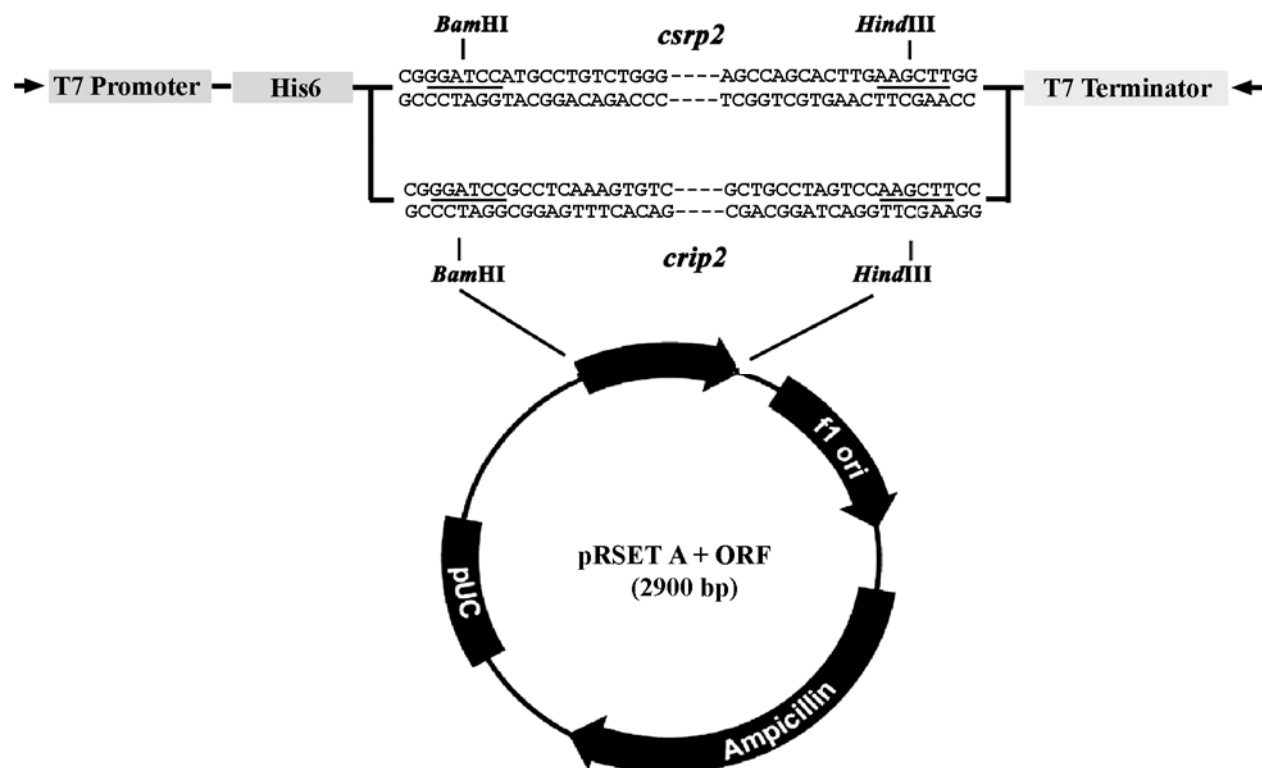 BamHI csrp2 HindIII
CGGGATCCATGCCTGTCTGGG----AGCCAGCACTTGAAGCTTGG
T7 Promoter His6 T7 Terminator
GCCCTAGGTACGGACAGACCC----TCGGTCGTGAACTTCGAACC
CGGGATCCGCCTCAAAGTGTC----GCTGCCTAGTCCAAGCTTCC
GCCCTAGGCGGAGTTTCACAG----CGACGGATCAGGTTCGAAGG
BamHI crip2 HindIII
f1 ori
pRSET A + ORF
(2900 bp)
pUC
Ampicillin